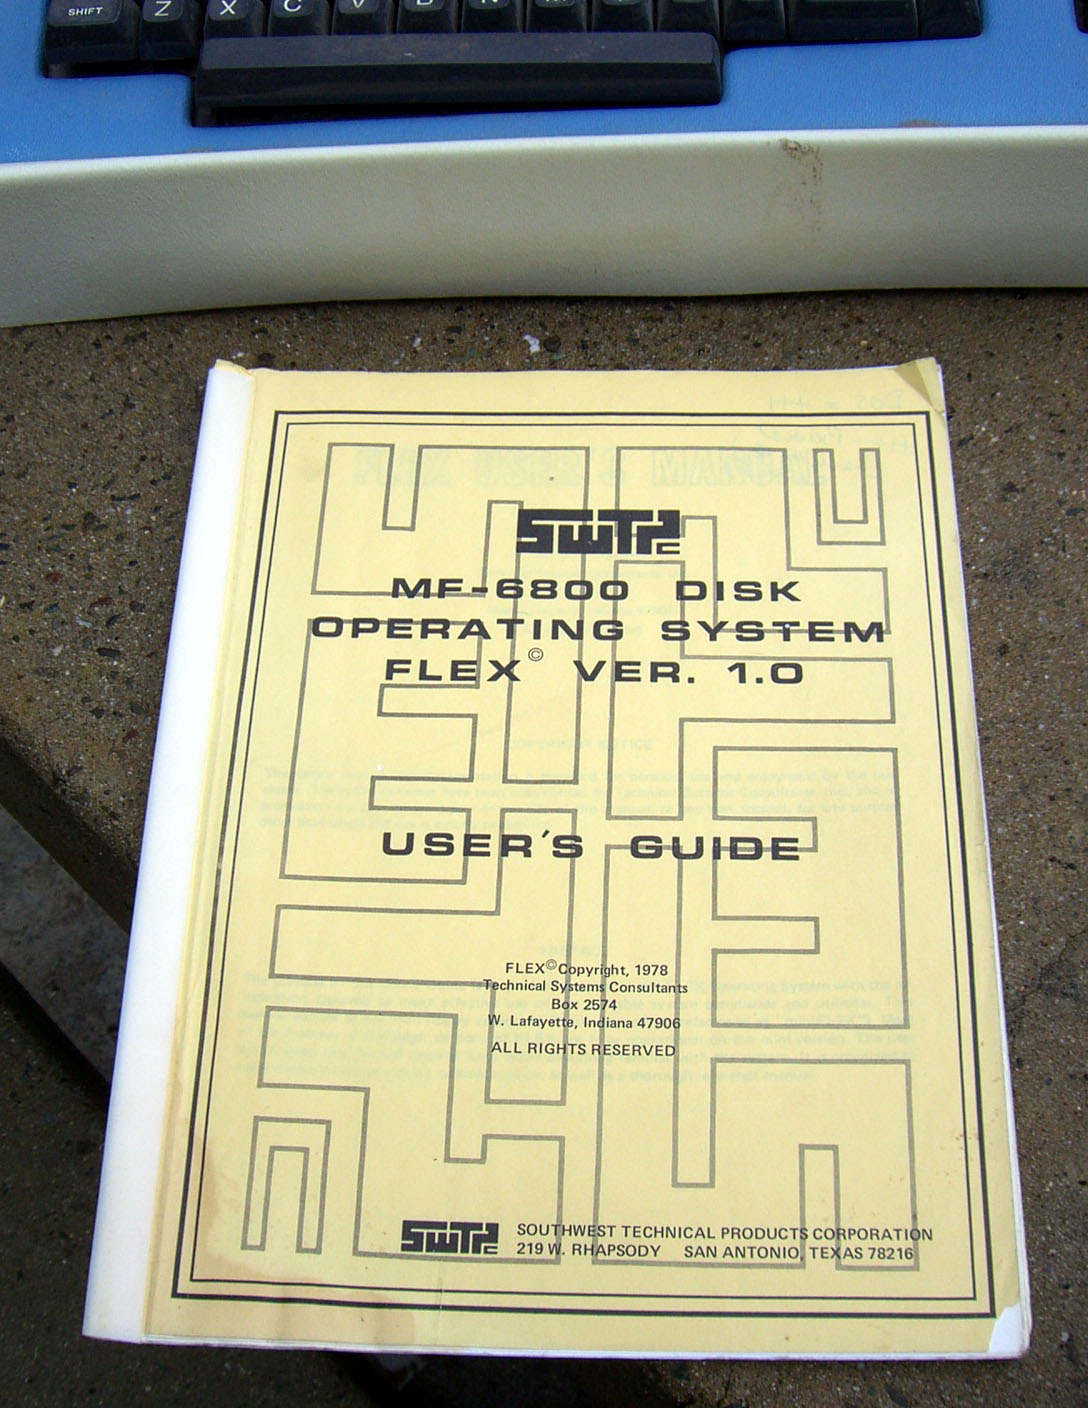 SHIFT Z X C V B N M
SWTPC
MF-6800 DISK
OPERATING SYSTEM
FLEX© VER. 1.0
USER'S GUIDE
FLEX© Copyright, 1978
Technical Systems Consultants
Box 2574
W. Lafayette, Indiana 47906
ALL RIGHTS RESERVED
SWTPC
SOUTHWEST TECHNICAL PRODUCTS CORPORATION
219 W. RHAPSODY SAN ANTONIO, TEXAS 78216